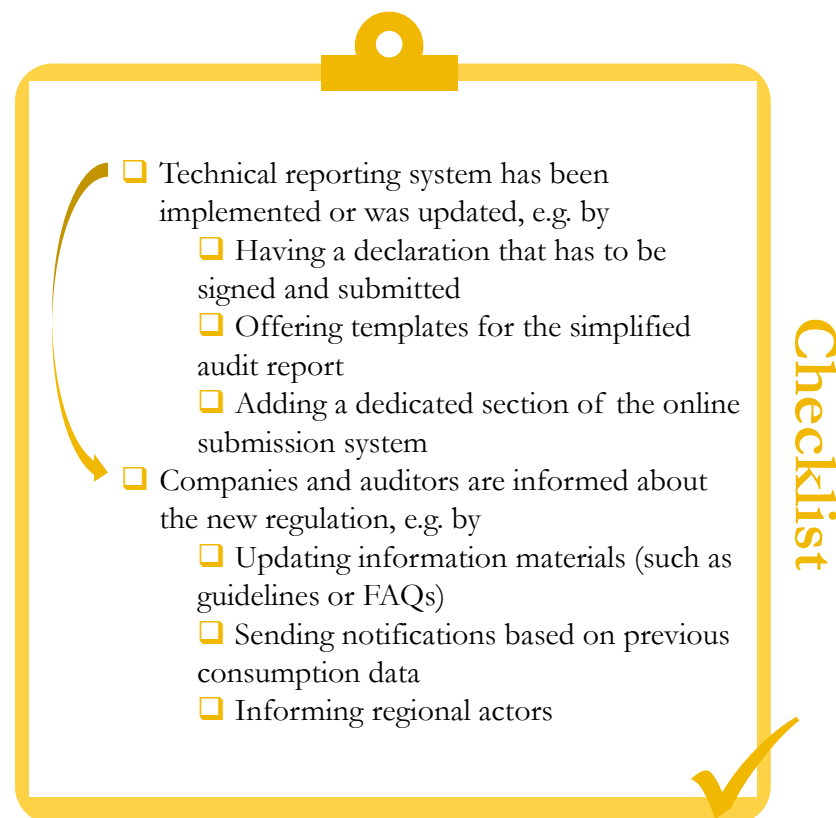 ❑ Technical reporting system has been
implemented or was updated, e.g. by
❑ Having a declaration that has to be
signed and submitted
❑ Offering templates for the simplified
audit report
❑ Adding a dedicated section of the online
submission system
❑ Companies and auditors are informed about
the new regulation, e.g. by
❑ Updating information materials (such as
guidelines or FAQs)
❑ Sending notifications based on previous
consumption data
❑ Informing regional actors
Checklist